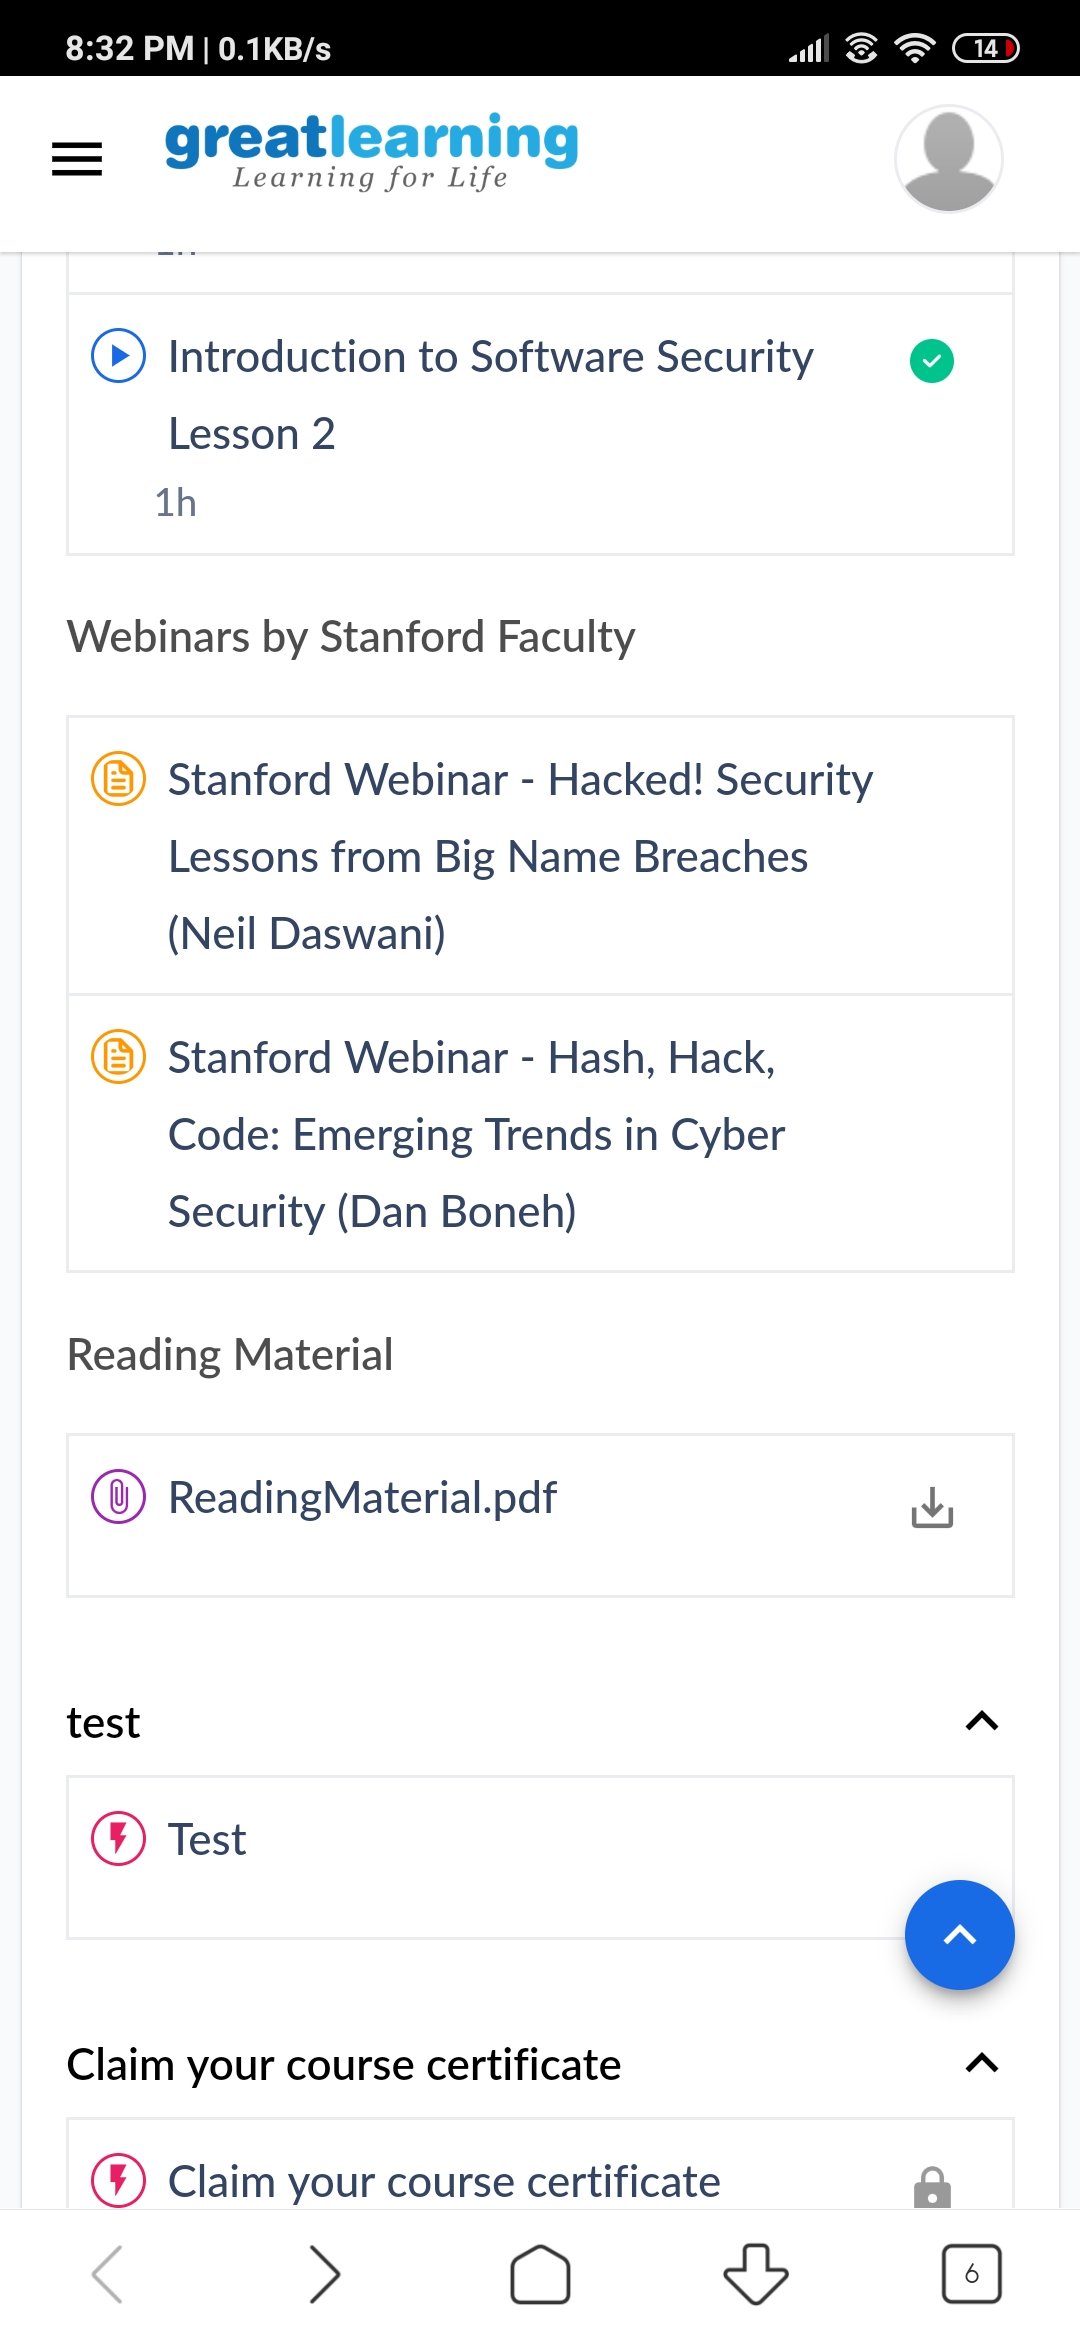 8:32 PM | 0.1KB/s
14
greatlearning
Learning for Life
Introduction to Software Security
Lesson 2
1h
Webinars by Stanford Faculty
Stanford Webinar - Hacked! Security
Lessons from Big Name Breaches
(Neil Daswani)
Stanford Webinar - Hash, Hack,
Code: Emerging Trends in Cyber
Security (Dan Boneh)
Reading Material
ReadingMaterial.pdf
test
Test
Claim your course certificate
Claim your course certificate
6